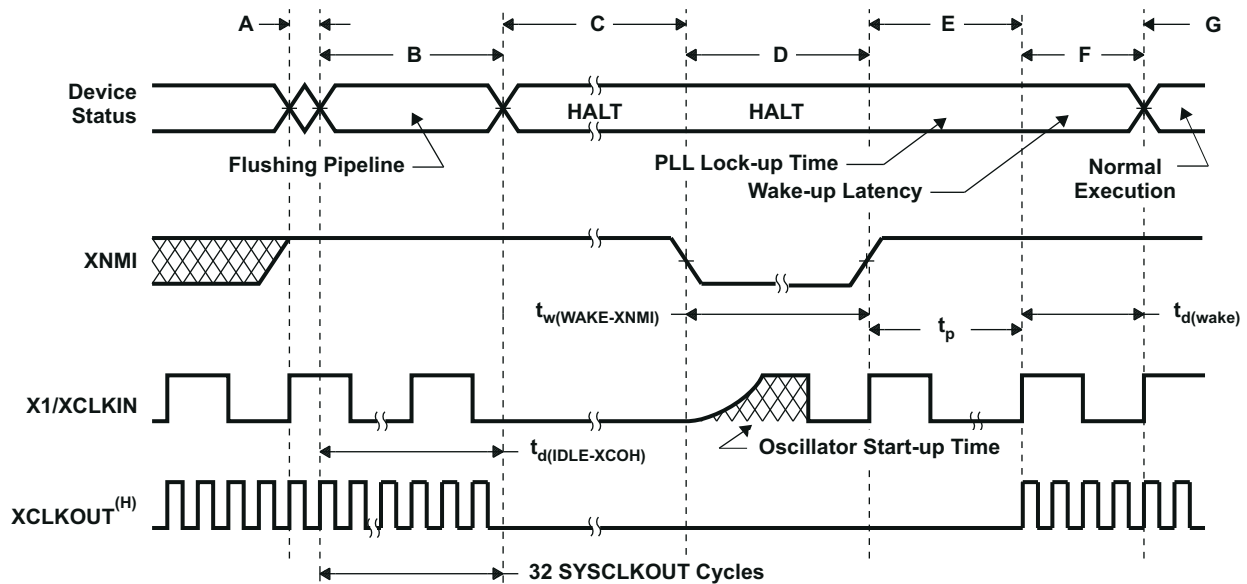 A
B
C
D
E
F
G
Device
Status
HALT
HALT
Flushing Pipeline
PLL Lock-up Time
Wake-up Latency
Normal
Execution
XNMI
tw(WAKE-XNMI)
tp
td(wake)
X1/XCLKIN
Oscillator Start-up Time
td(IDLE-XCOH)
XCLKOUT(H)
32 SYSCLKOUT Cycles